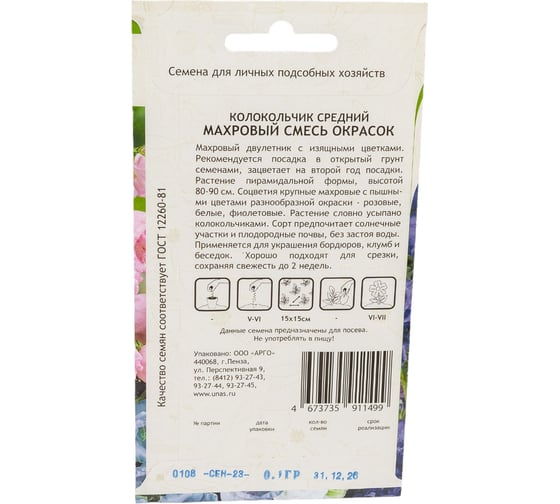 Семена для личных подсобных хозяйств
КОЛОКОЛЬЧИК СРЕДНИЙ
МАХРОВЫЙ СМЕСЬ ОКРАСОК
Махровый двулетник с изящными цветками.
Рекомендуется посадка в открытый грунт
семенами, зацветает на второй год посадки.
Растение пирамидальной формы, высотой
80-90 см. Соцветия крупные махровые с пышны-
ми цветами разнообразной окраски - розовые,
белые, фиолетовые. Растение словно усыпано
колокольчиками. Сорт предпочитает солнечные
участки и плодородные почвы, без застоя воды.
Применяется для украшения бордюров, клумб и
беседок. Хорошо подходят для срезки,
сохраняя свежесть до 2 недель.
- V-VI 15х15см - VI-VII
Данные семена предназначены для посева.
Не употреблять в пищу!
Качество семян соответствует ГОСТ 12260-81
Упаковано: ООО «АРГО»
440068, г.Пенза,
ул. Перспективная 9,
тел.: (8412) 93-27-43,
93-27-44, 93-27-45,
www.unas.ru
4 673735 911499
№ партии дата упаковки кол-во семян срок реализации
0108 -СЕН-23- 0.1ГР 31.12.26